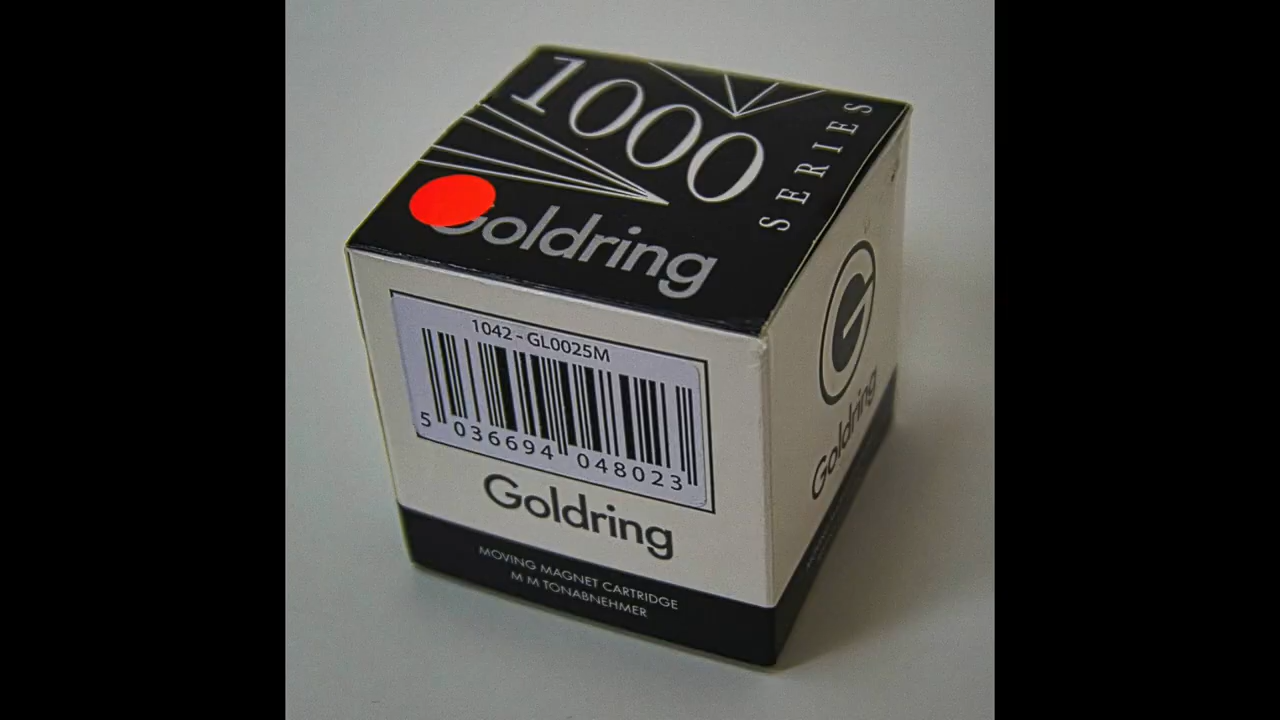 1000
SERIES
Goldring
1042-GL0025M
5 036694 048023
Goldring
MOVING MAGNET CARTRIDGE
M M TONABNEHMER
G
Goldring